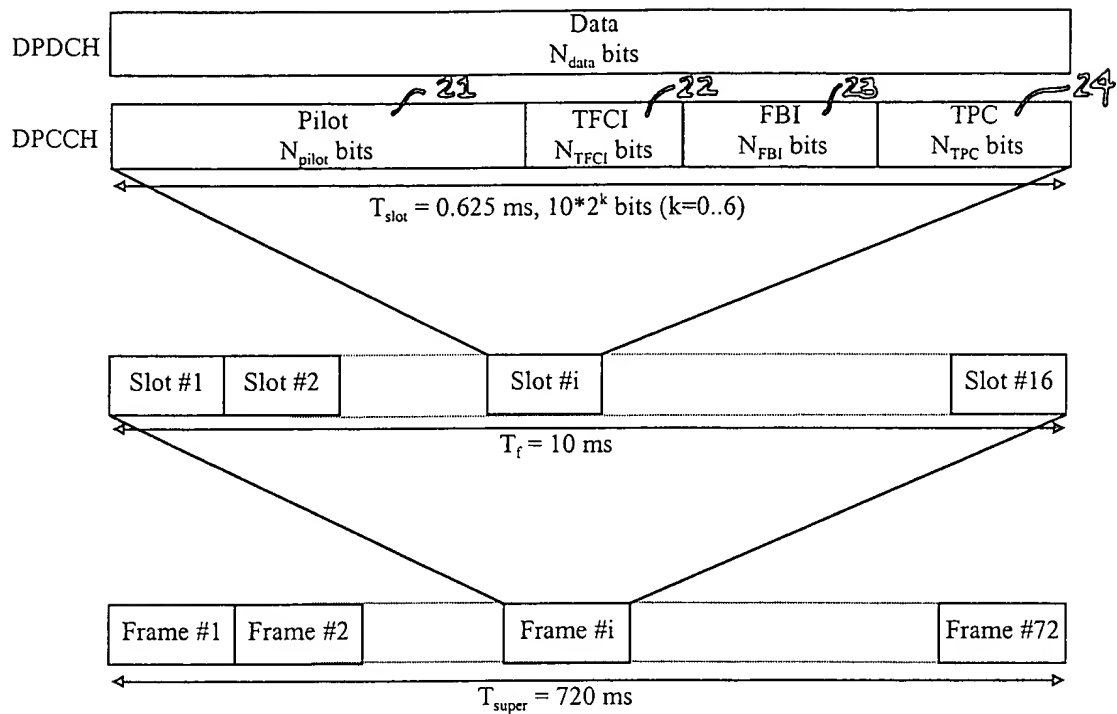 Data
DPDCH
N_data bits
21 22 23 24
Pilot TFCI FBI TPC
DPCCH
N_pilot bits N_TFCI bits N_FBI bits N_TPC bits
T_slot = 0.625 ms, 10*2^k bits (k=0..6)
Slot #1 Slot #2 Slot #i Slot #16
T_f = 10 ms
Frame #1 Frame #2 Frame #i Frame #72
T_super = 720 ms